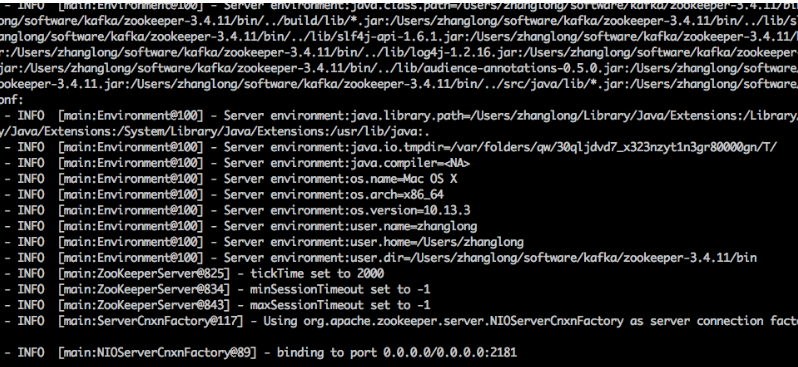 - INFO [main:Environment@100] - Server environment:java.class.path=/Users/zhanglong/software/kafka/zookeeper-3.4.11/bin
ong/software/kafka/zookeeper-3.4.11/bin/../build/lib/*.jar:/Users/zhanglong/software/kafka/zookeeper-3.4.11/bin/../lib/sl
anglong/software/kafka/zookeeper-3.4.11/bin/../lib/slf4j-api-1.6.1.jar:/Users/zhanglong/software/kafka/zookeeper-3.4.11/b
r:/Users/zhanglong/software/kafka/zookeeper-3.4.11/bin/../lib/log4j-1.2.16.jar:/Users/zhanglong/software/kafka/zookeeper-
jar:/Users/zhanglong/software/kafka/zookeeper-3.4.11/bin/../lib/audience-annotations-0.5.0.jar:/Users/zhanglong/software
ookeeper-3.4.11.jar:/Users/zhanglong/software/kafka/zookeeper-3.4.11/bin/../src/java/lib/*.jar:/Users/zhanglong/software
onf:
- INFO [main:Environment@100] - Server environment:java.library.path=/Users/zhanglong/Library/Java/Extensions:/Library
y/Java/Extensions:/System/Library/Java/Extensions:/usr/lib/java:.
- INFO [main:Environment@100] - Server environment:java.io.tmpdir=/var/folders/qw/30qljdvd7_x323nzyt1n3gr80000gn/T/
- INFO [main:Environment@100] - Server environment:java.compiler=<NA>
- INFO [main:Environment@100] - Server environment:os.name=Mac OS X
- INFO [main:Environment@100] - Server environment:os.arch=x86_64
- INFO [main:Environment@100] - Server environment:os.version=10.13.3
- INFO [main:Environment@100] - Server environment:user.name=zhanglong
- INFO [main:Environment@100] - Server environment:user.home=/Users/zhanglong
- INFO [main:Environment@100] - Server environment:user.dir=/Users/zhanglong/software/kafka/zookeeper-3.4.11/bin
- INFO [main:ZooKeeperServer@825] - tickTime set to 2000
- INFO [main:ZooKeeperServer@834] - minSessionTimeout set to -1
- INFO [main:ZooKeeperServer@843] - maxSessionTimeout set to -1
- INFO [main:ServerCnxnFactory@117] - Using org.apache.zookeeper.server.NIOServerCnxnFactory as server connection fact
- INFO [main:NIOServerCnxnFactory@89] - binding to port 0.0.0.0/0.0.0.0:2181